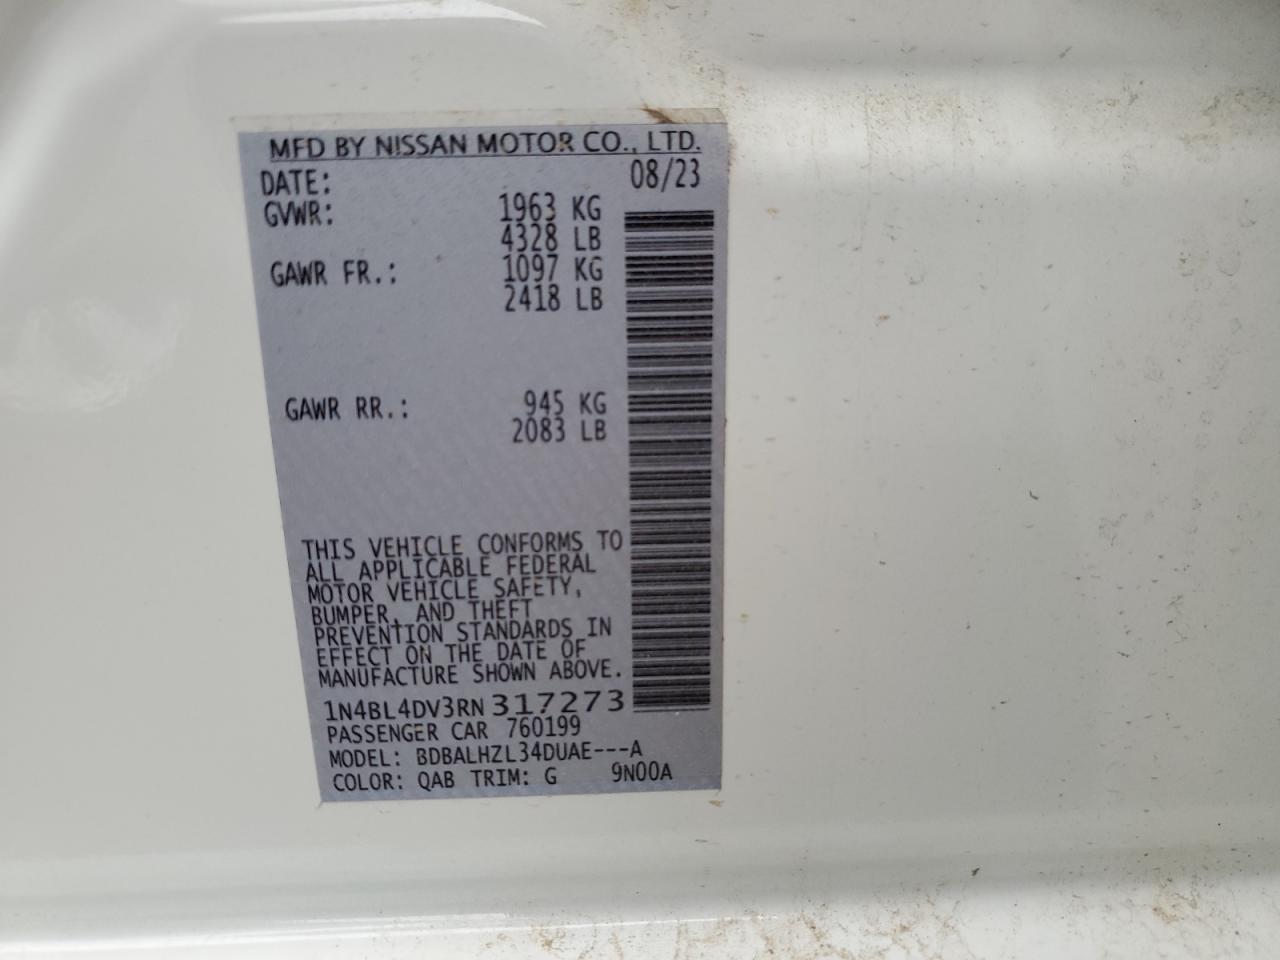 MFD BY NISSAN MOTOR CO., LTD.
DATE: 08/23
GVWR: 1963 KG
4328 LB
GAWR FR.: 1097 KG
2418 LB
GAWR RR.: 945 KG
2083 LB
THIS VEHICLE CONFORMS TO
ALL APPLICABLE FEDERAL
MOTOR VEHICLE SAFETY,
BUMPER, AND THEFT
PREVENTION STANDARDS IN
EFFECT ON THE DATE OF
MANUFACTURE SHOWN ABOVE.
1N4BL4DV3RN317273
PASSENGER CAR 760199
MODEL: BDBALHZL34DUAE---A
COLOR: QAB TRIM: G 9N00A